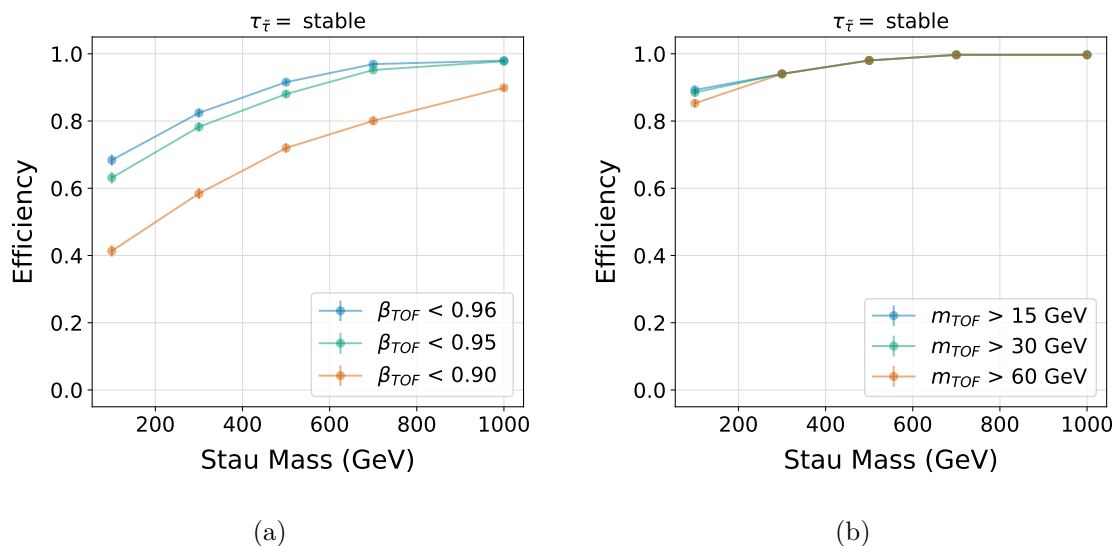 τ_τ̃ = stable
Efficiency
1.0
0.8
0.6
0.4
0.2
0.0
β_TOF < 0.96
β_TOF < 0.95
β_TOF < 0.90
200 400 600 800 1000
Stau Mass (GeV)
(a)
τ_τ̃ = stable
Efficiency
1.0
0.8
0.6
0.4
0.2
0.0
m_TOF > 15 GeV
m_TOF > 30 GeV
m_TOF > 60 GeV
200 400 600 800 1000
Stau Mass (GeV)
(b)